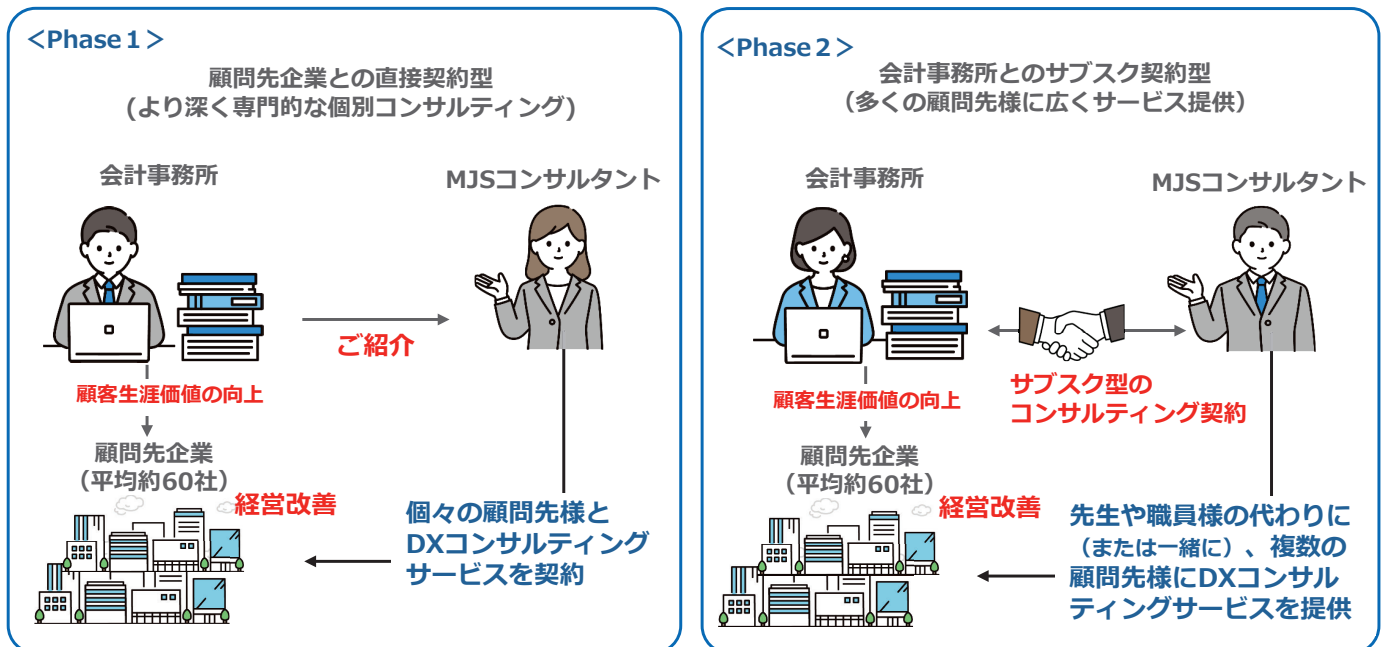 ＜Phase１＞
顧問先企業との直接契約型
(より深く専門的な個別コンサルティング)
会計事務所
MJSコンサルタント
ご紹介
顧客生涯価値の向上
顧問先企業
（平均約60社）
経営改善
個々の顧問先様と
DXコンサルティング
サービスを契約
＜Phase２＞
会計事務所とのサブスク契約型
（多くの顧問先様に広くサービス提供）
会計事務所
MJSコンサルタント
サブスク型の
コンサルティング契約
顧客生涯価値の向上
顧問先企業
（平均約60社）
経営改善
先生や職員様の代わりに
（または一緒に）、複数の
顧問先様にDXコンサル
ティングサービスを提供